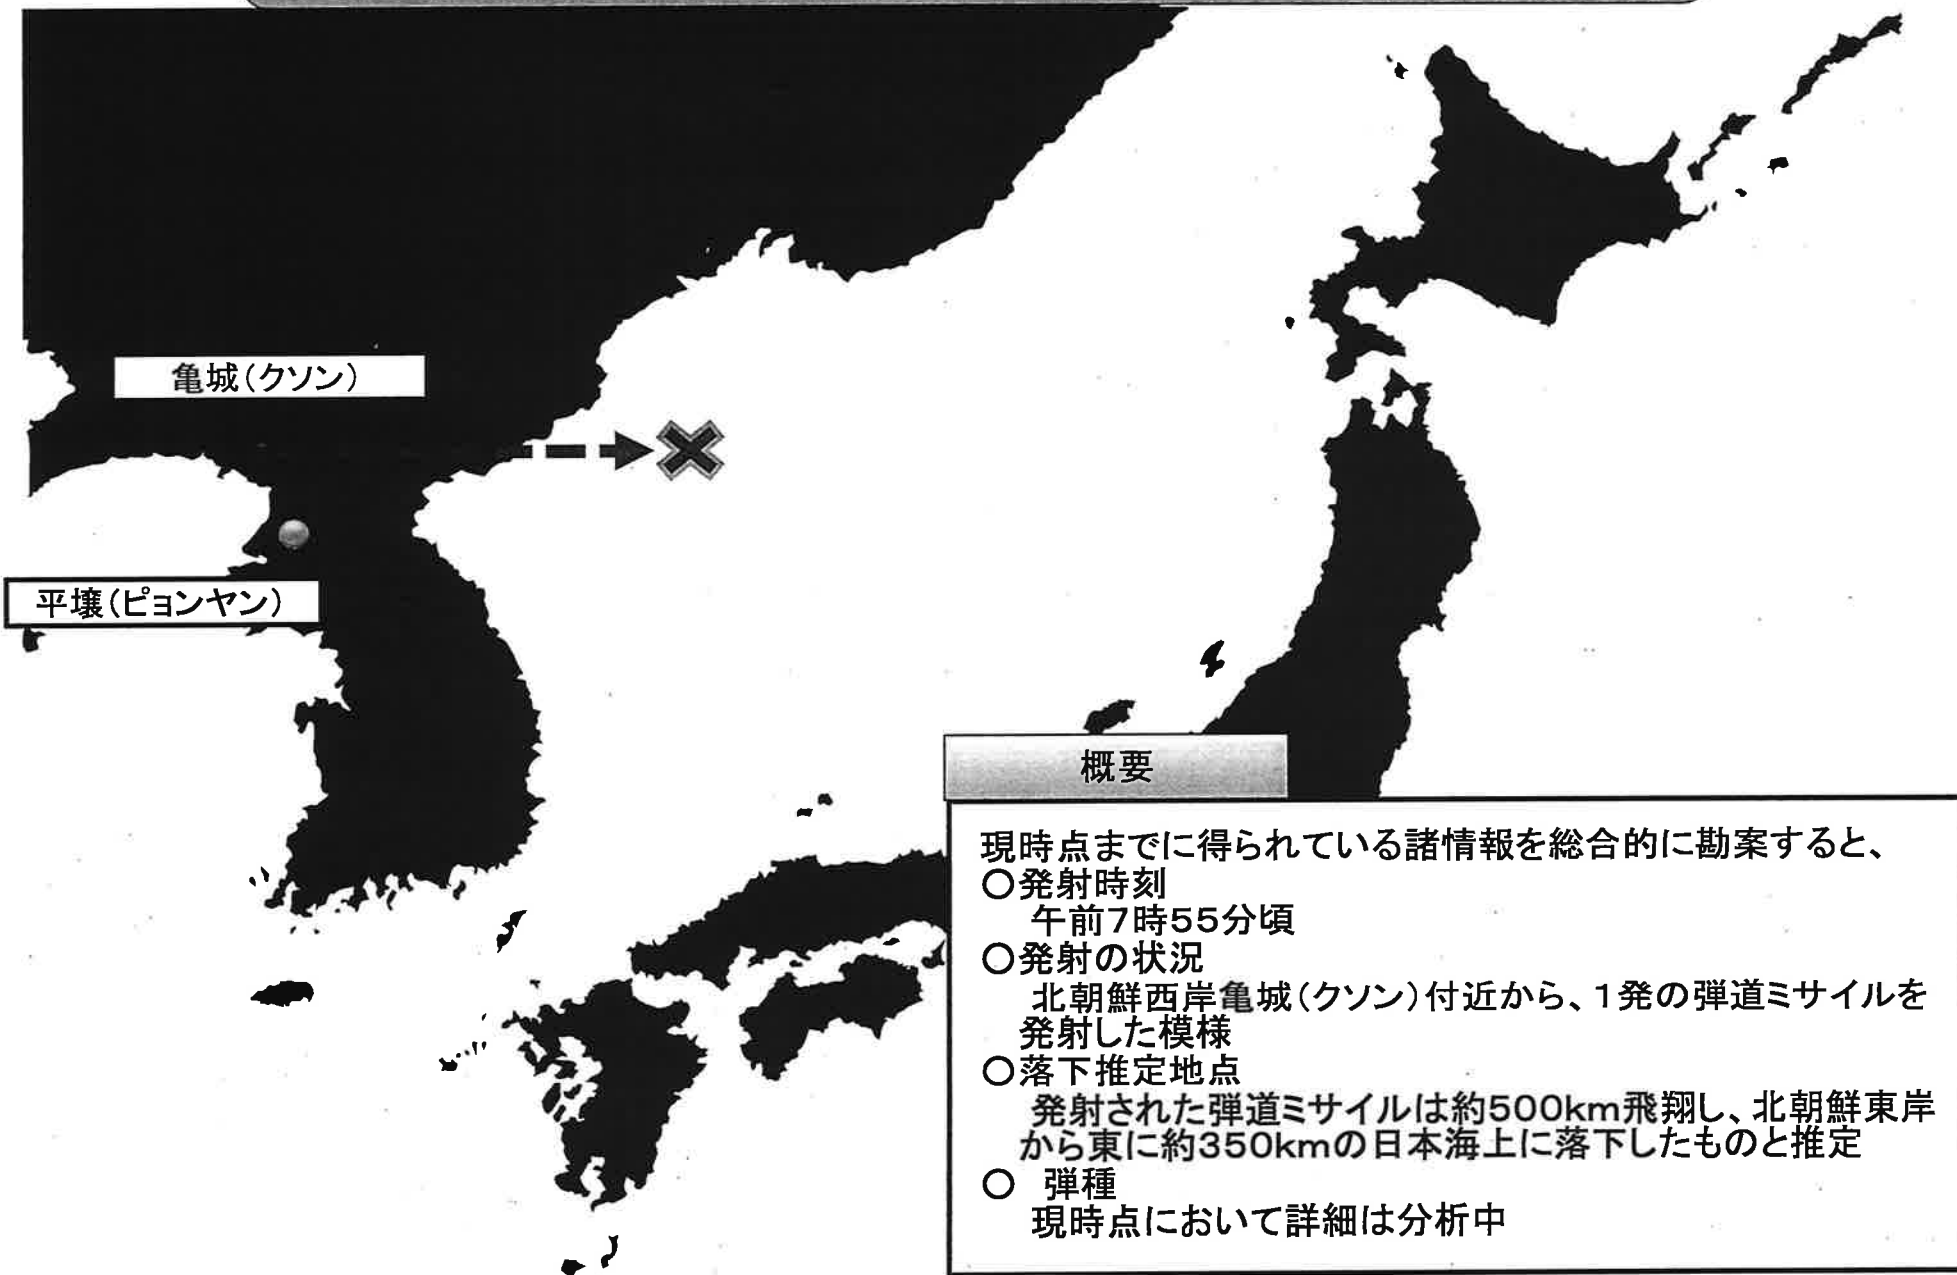 亀城(クソン)
平壌(ピョンヤン)
概要
現時点までに得られている諸情報を総合的に勘案すると、
○発射時刻
午前7時55分頃
○発射の状況
北朝鮮西岸亀城(クソン)付近から、1発の弾道ミサイルを
発射した模様
○落下推定地点
発射された弾道ミサイルは約500km飛翔し、北朝鮮東岸
から東に約350kmの日本海上に落下したものと推定
○ 弾種
現時点において詳細は分析中